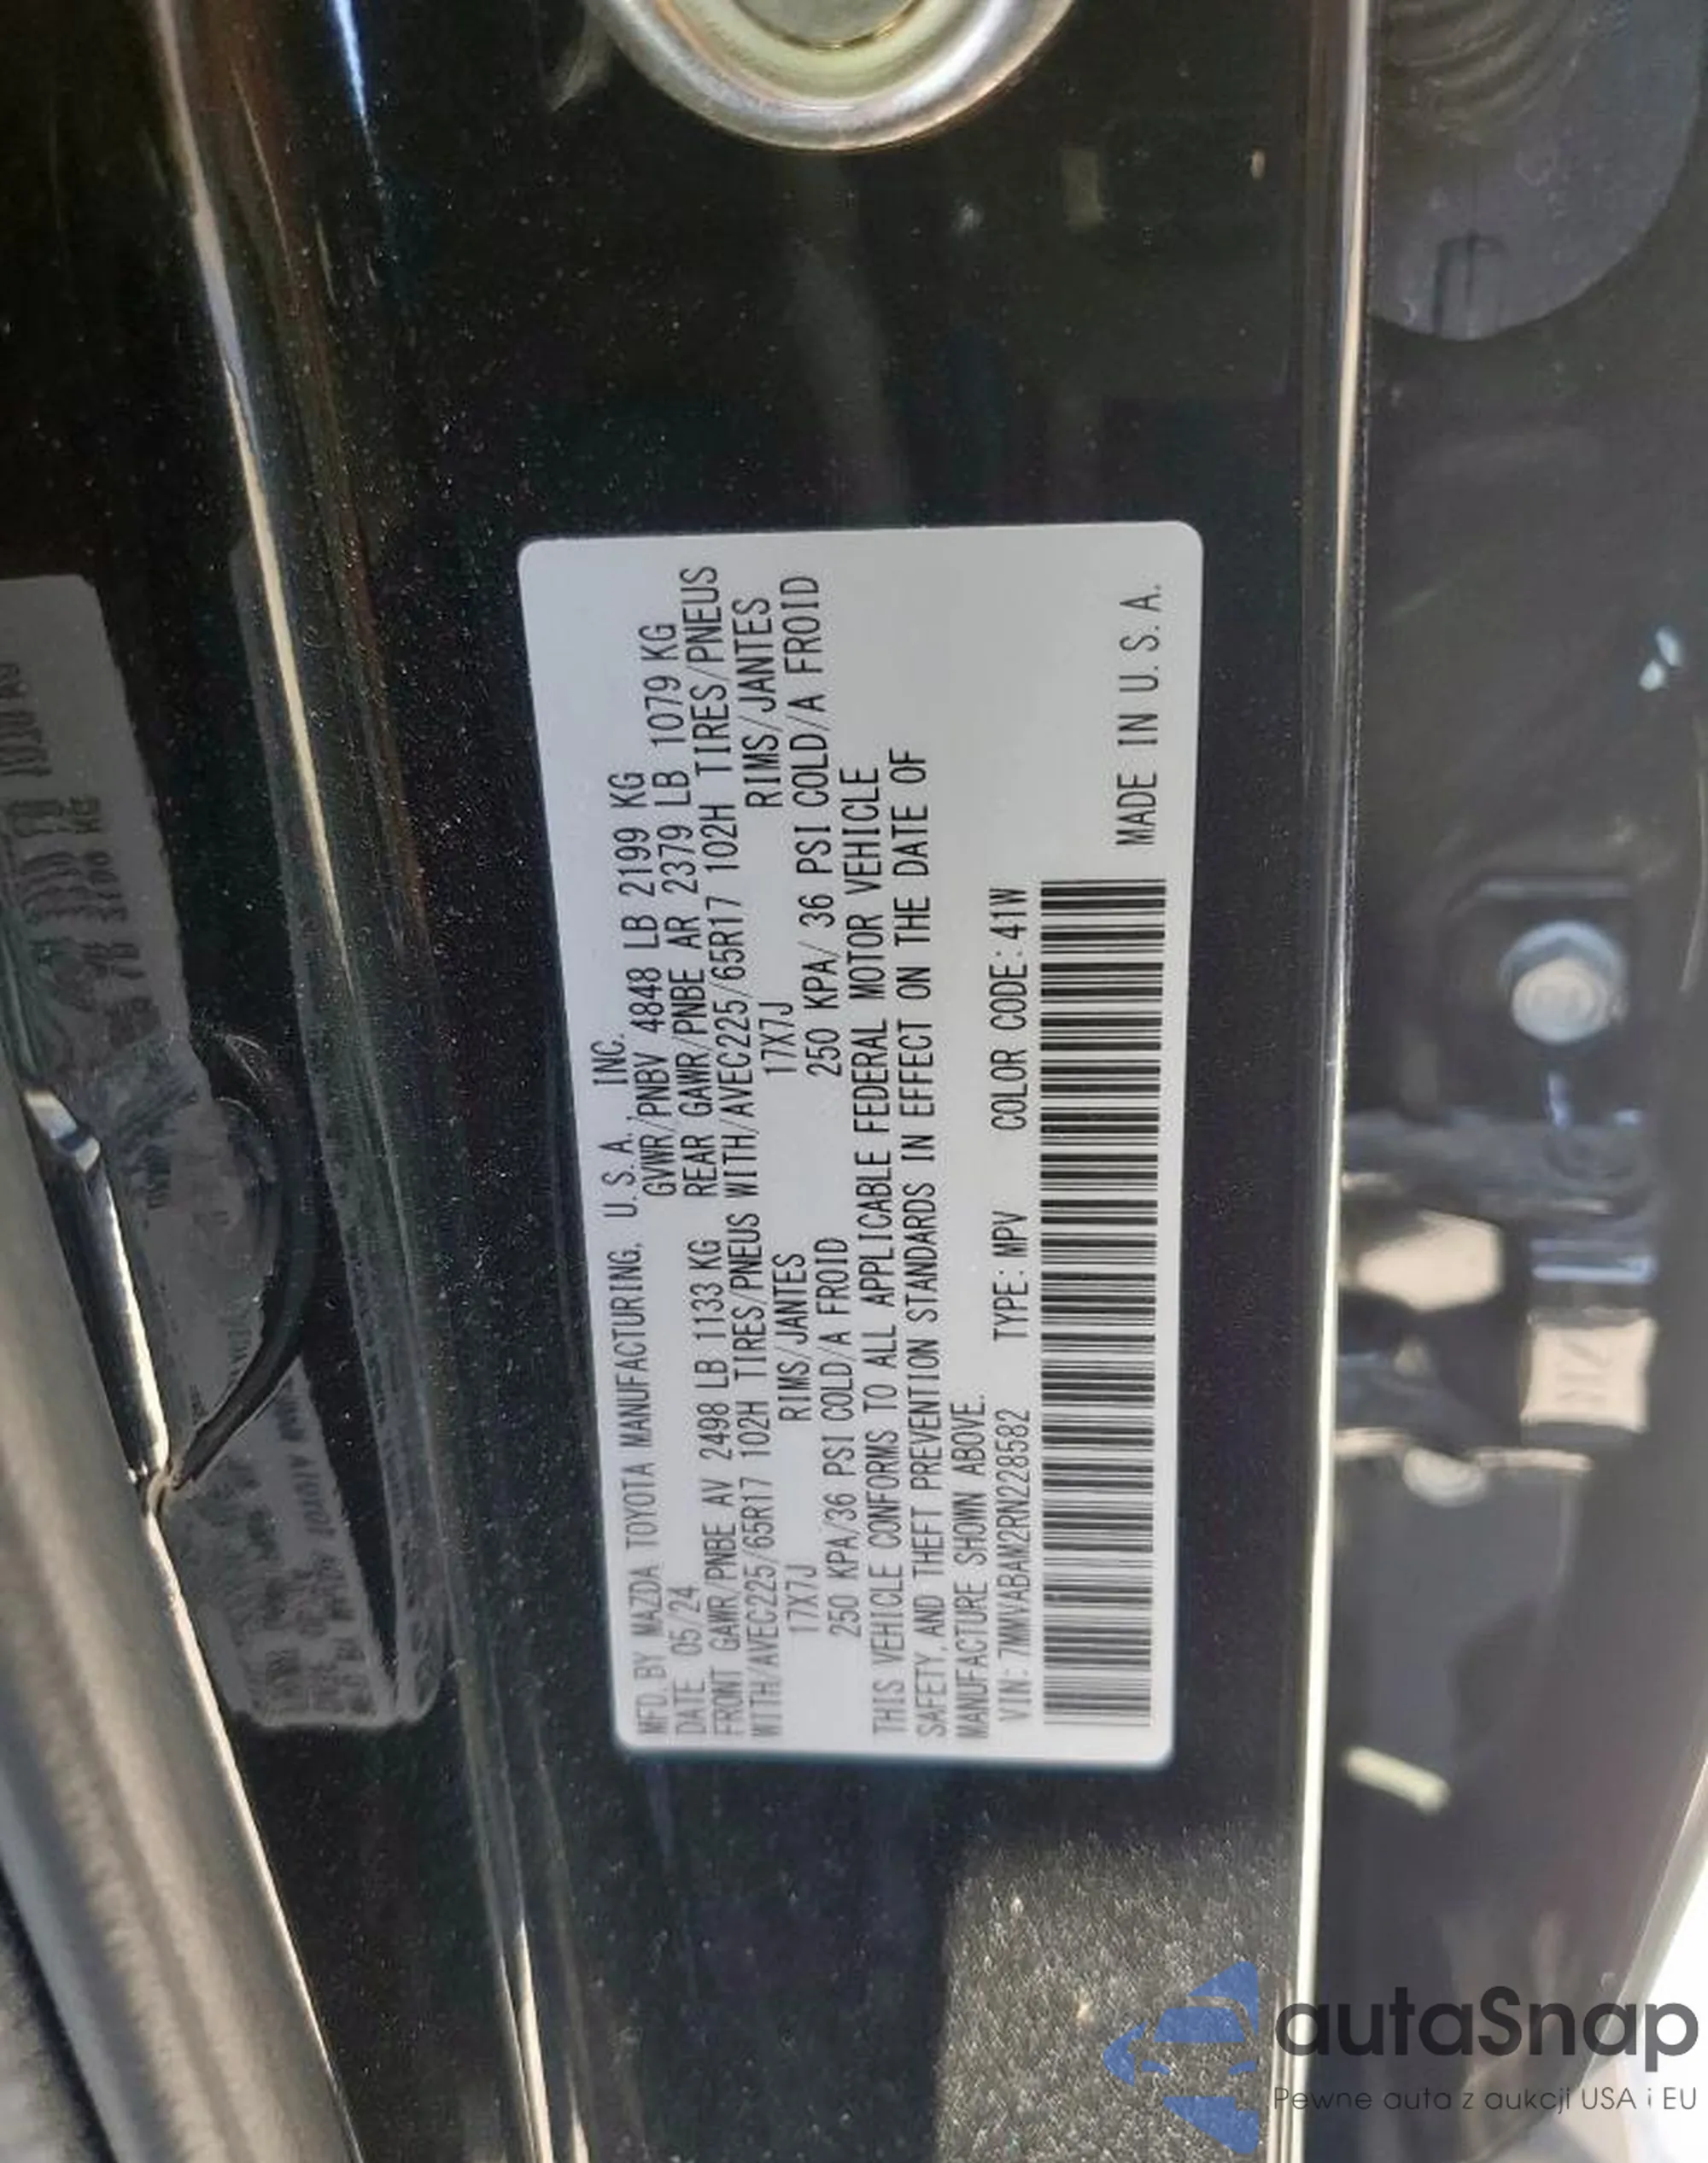 MFD. BY MAZDA TOYOTA MANUFACTURING, U.S.A., INC.
DATE 05/24 GVWR/PNBV 4848 LB 2199 KG
FRONT GAWR/PNBE AV 2498 LB 1133 KG REAR GAWR/PNBE AR 2379 LB 1079 KG
WITH/AVEC225/65R17 102H TIRES/PNEUS WITH/AVEC225/65R17 102H TIRES/PNEUS
17X7J RIMS/JANTES 17X7J RIMS/JANTES
250 KPA/36 PSI COLD/A FROID 250 KPA/ 36 PSI COLD/A FROID
THIS VEHICLE CONFORMS TO ALL APPLICABLE FEDERAL MOTOR VEHICLE
SAFETY, AND THEFT PREVENTION STANDARDS IN EFFECT ON THE DATE OF
MANUFACTURE SHOWN ABOVE.
VIN: 7MMVABAM2RN228582 TYPE: MPV COLOR CODE: 41W
MADE IN U.S.A.
autaSnap
Pewne auta z aukcji USA i EU